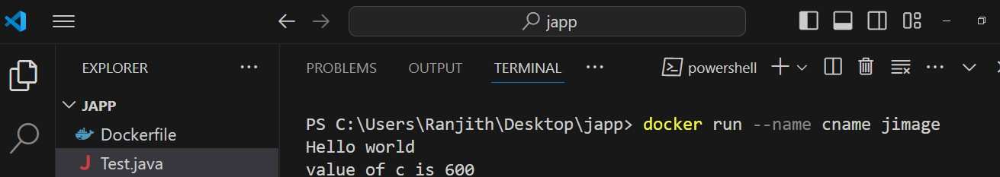 japp
EXPLORER ...
PROBLEMS OUTPUT TERMINAL ...
powershell
JAPP
Dockerfile
Test.java
PS C:\Users\Ranjith\Desktop\japp> docker run --name cname jimage
Hello world
value of c is 600